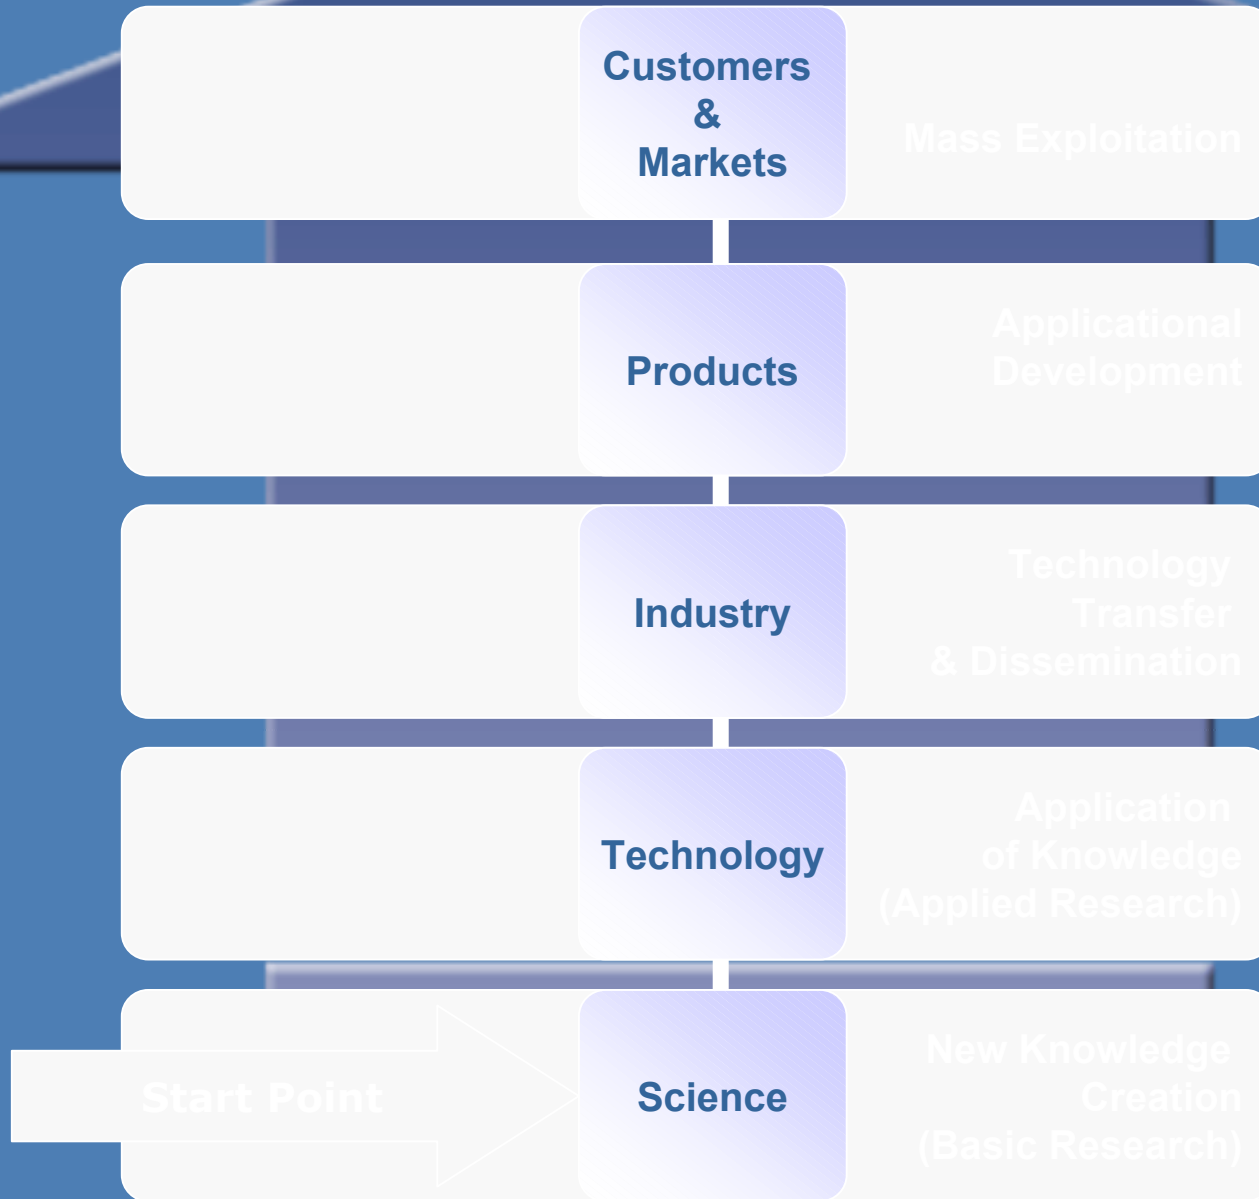 Customers
&
Markets
Mass Exploitation
Products
Applicational
Development
Industry
Technology
Transfer
& Dissemination
Technology
Application
of Knowledge
(Applied Research)
Start Point
Science
New Knowledge
Creation
(Basic Research)